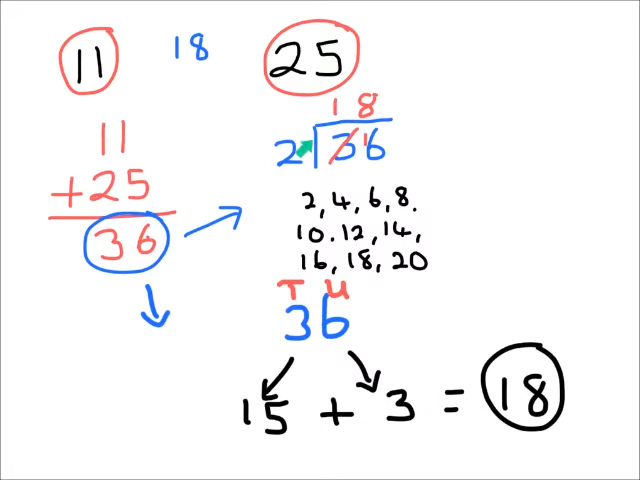 11 18 25
11
+25
36
18
2 36
1
2, 4, 6, 8.
10. 12, 14,
16, 18, 20
T U
36
15 + 3 = 18